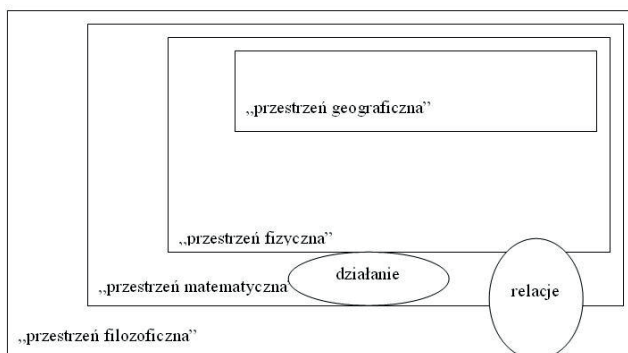 „przestrzeń geograficzna”
„przestrzeń fizyczna”
działanie
„przestrzeń matematyczna
relacje
„przestrzeń filozoficzna”